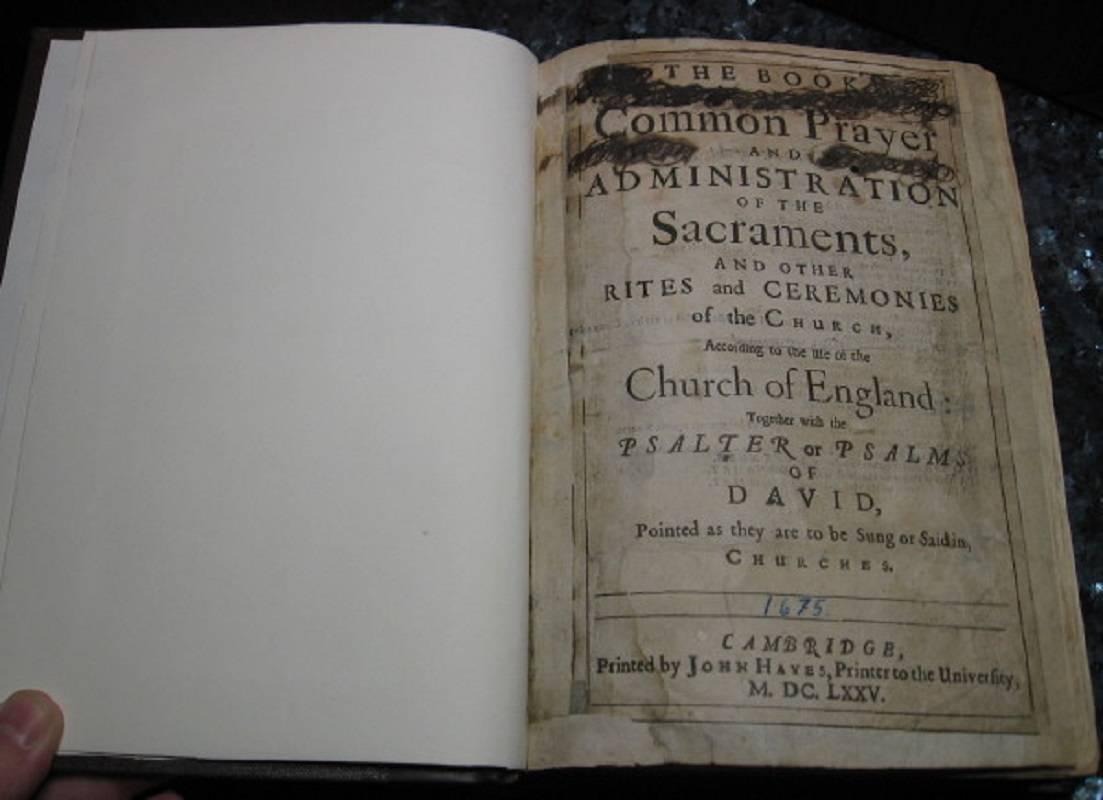 THE BOOK
Common Prayer
AND
ADMINISTRATION
OF THE
Sacraments,
AND OTHER
RITES and CEREMONIES
of the CHURCH,
According to the use of the
Church of England:
Together with the
PSALTER or PSALMS
OF
DAVID,
Pointed as they are to be Sung or Said in,
CHURCHES.
1675
CAMBRIDGE,
Printed by JOHN HAYES, Printer to the Univerſity,
M. DC. LXXV.